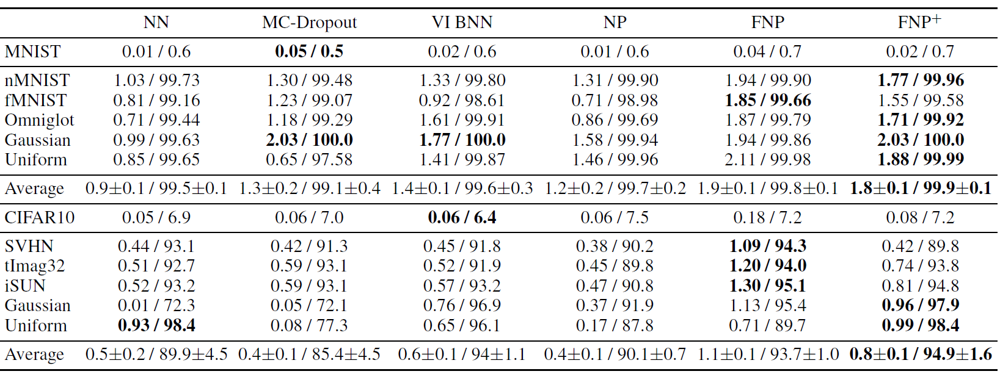 NN MC-Dropout VI BNN NP FNP FNP+
MNIST 0.01 / 0.6 0.05 / 0.5 0.02 / 0.6 0.01 / 0.6 0.04 / 0.7 0.02 / 0.7
nMNIST 1.03 / 99.73 1.30 / 99.48 1.33 / 99.80 1.31 / 99.90 1.94 / 99.90 1.77 / 99.96
fMNIST 0.81 / 99.16 1.23 / 99.07 0.92 / 98.61 0.71 / 98.98 1.85 / 99.66 1.55 / 99.58
Omniglot 0.71 / 99.44 1.18 / 99.29 1.61 / 99.91 0.86 / 99.69 1.87 / 99.79 1.71 / 99.92
Gaussian 0.99 / 99.63 2.03 / 100.0 1.77 / 100.0 1.58 / 99.94 1.94 / 99.86 2.03 / 100.0
Uniform 0.85 / 99.65 0.65 / 97.58 1.41 / 99.87 1.46 / 99.96 2.11 / 99.98 1.88 / 99.99
Average 0.9±0.1 / 99.5±0.1 1.3±0.2 / 99.1±0.4 1.4±0.1 / 99.6±0.3 1.2±0.2 / 99.7±0.2 1.9±0.1 / 99.8±0.1 1.8±0.1 / 99.9±0.1
CIFAR10 0.05 / 6.9 0.06 / 7.0 0.06 / 6.4 0.06 / 7.5 0.18 / 7.2 0.08 / 7.2
SVHN 0.44 / 93.1 0.42 / 91.3 0.45 / 91.8 0.38 / 90.2 1.09 / 94.3 0.42 / 89.8
tImag32 0.51 / 92.7 0.59 / 93.1 0.52 / 91.9 0.45 / 89.8 1.20 / 94.0 0.74 / 93.8
iSUN 0.52 / 93.2 0.59 / 93.1 0.57 / 93.2 0.47 / 90.8 1.30 / 95.1 0.81 / 94.8
Gaussian 0.01 / 72.3 0.05 / 72.1 0.76 / 96.9 0.37 / 91.9 1.13 / 95.4 0.96 / 97.9
Uniform 0.93 / 98.4 0.08 / 77.3 0.65 / 96.1 0.17 / 87.8 0.71 / 89.7 0.99 / 98.4
Average 0.5±0.2 / 89.9±4.5 0.4±0.1 / 85.4±4.5 0.6±0.1 / 94±1.1 0.4±0.1 / 90.1±0.7 1.1±0.1 / 93.7±1.0 0.8±0.1 / 94.9±1.6